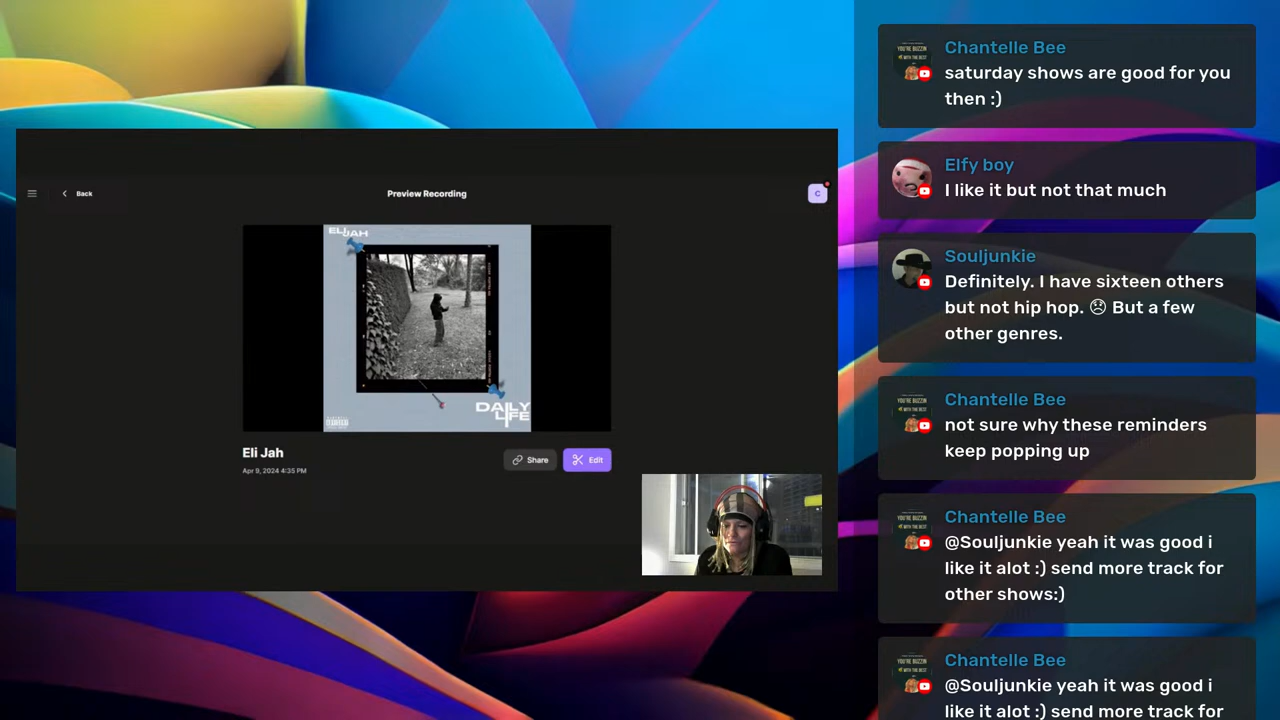 Back
Preview Recording
C
ELI JAH
DAILY
LIFE
Eli Jah
Apr 9, 2024 4:35 PM
Share
Edit
Chantelle Bee
saturday shows are good for you
then :)
Elfy boy
I like it but not that much
Souljunkie
Definitely. I have sixteen others
but not hip hop. ☹ But a few
other genres.
Chantelle Bee
not sure why these reminders
keep popping up
Chantelle Bee
@Souljunkie yeah it was good i
like it alot :) send more track for
other shows:)
Chantelle Bee
@Souljunkie yeah it was good i
like it alot :) send more track for